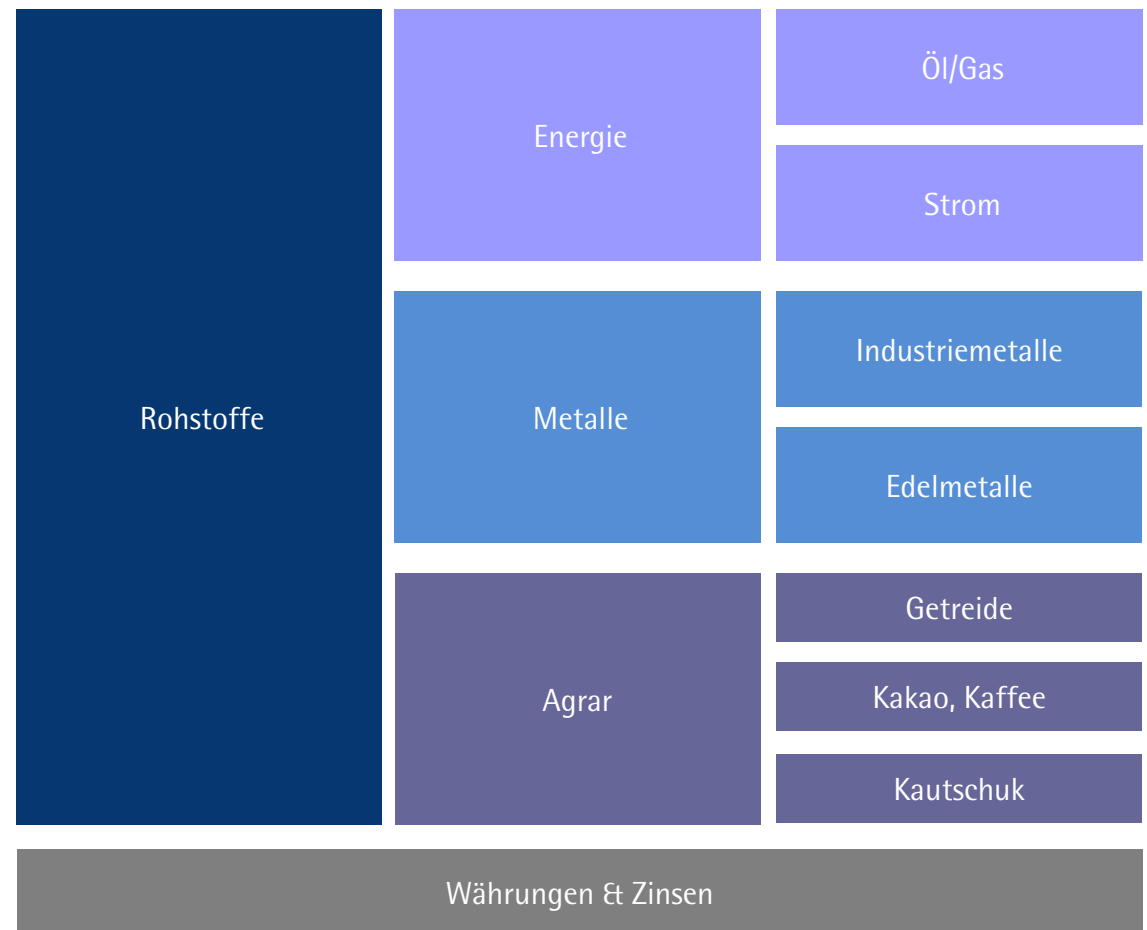 Rohstoffe
Energie
Öl/Gas
Strom
Metalle
Industriemetalle
Edelmetalle
Agrar
Getreide
Kakao, Kaffee
Kautschuk
Währungen & Zinsen